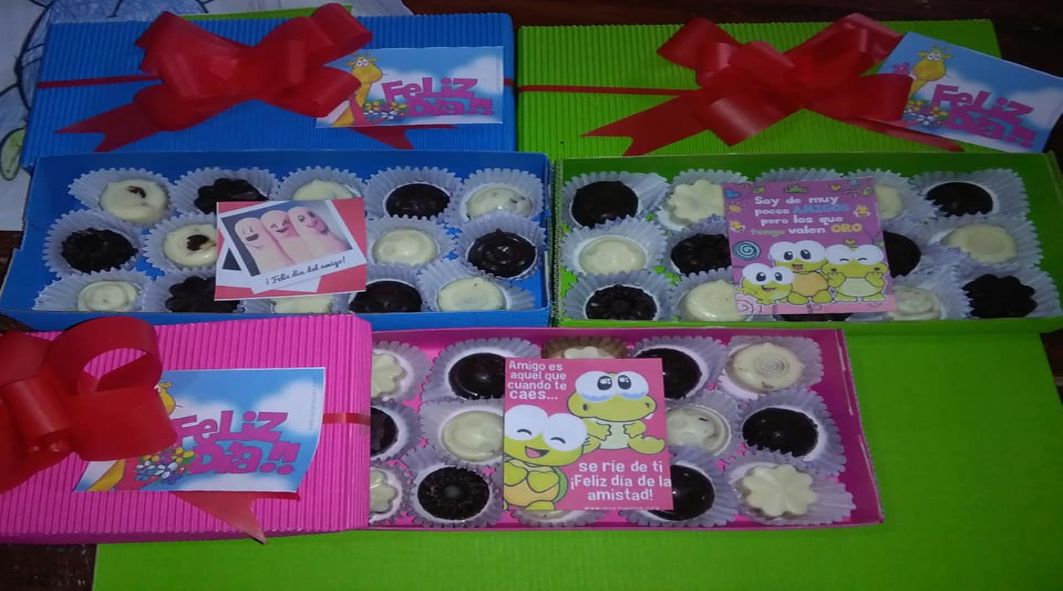 FELIZ
DÍA!!
FELIZ
DÍA!!
¡ Feliz día del amigo!
Soy de muy
pocos AMIGOS
pero los que
tengo valen ORO
FELIZ
DÍA!!
Amigo es
aquel que
cuando te
caes...
se ríe de ti
¡Feliz día de la
amistad!